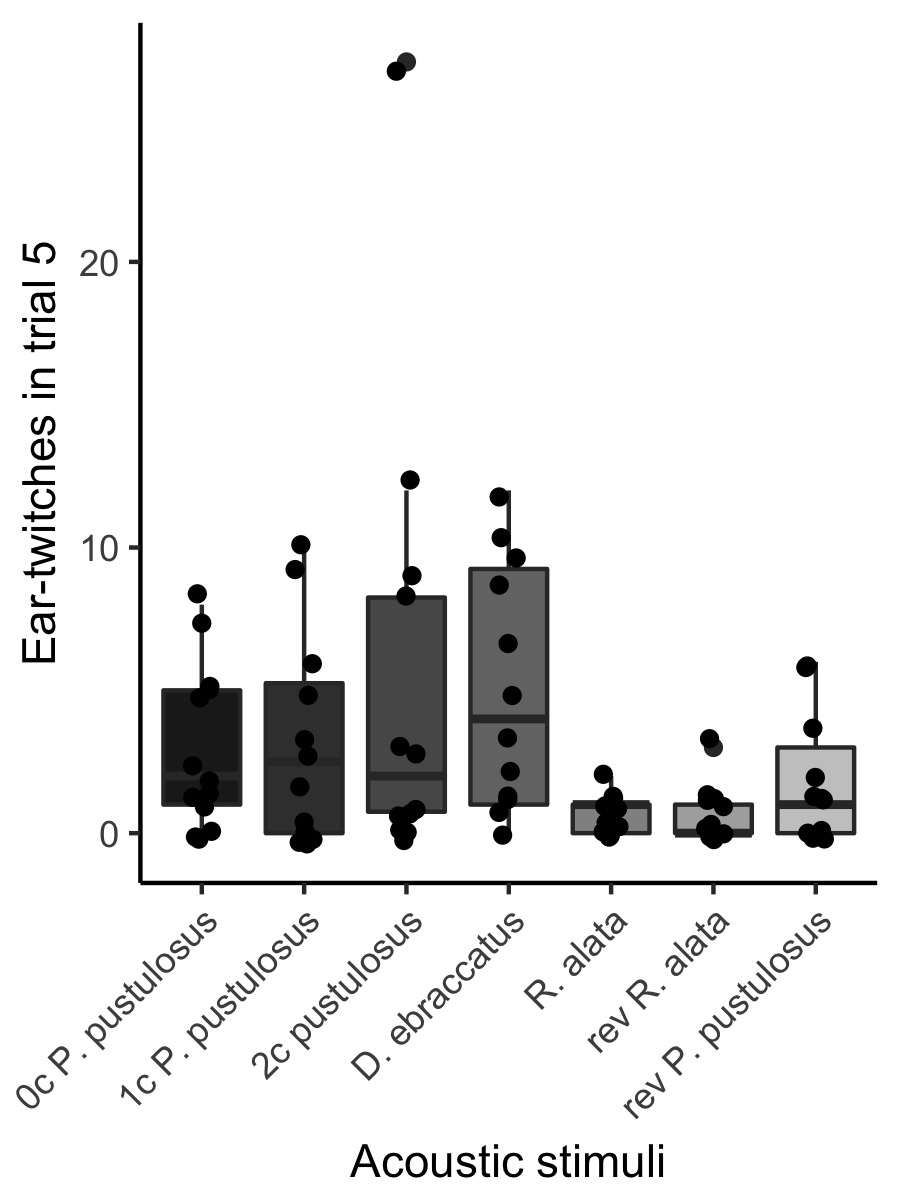 Ear-twitches in trial 5
20
10
0
0c P. pustulosus
1c P. pustulosus
2c pustulosus
D. ebraccatus
R. alata
rev R. alata
rev P. pustulosus
Acoustic stimuli